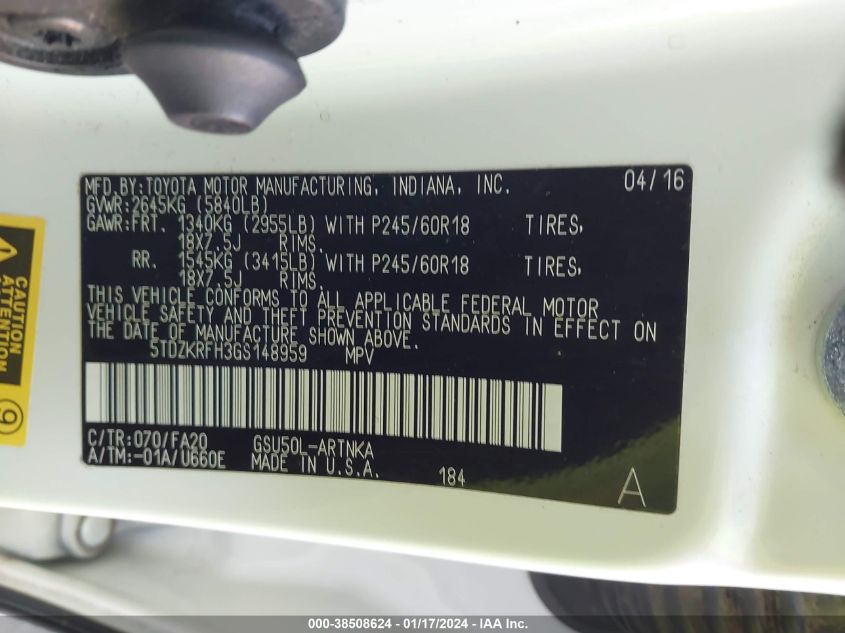 MFD.BY:TOYOTA MOTOR MANUFACTURING, INDIANA, INC. 04/16
GVWR:2645KG (5840LB)
GAWR:FRT. 1340KG (2955LB) WITH P245/60R18 TIRES,
18X7.5J RIMS.
RR. 1545KG (3415LB) WITH P245/60R18 TIRES,
18X7.5J RIMS.
THIS VEHICLE CONFORMS TO ALL APPLICABLE FEDERAL MOTOR
VEHICLE SAFETY AND THEFT PREVENTION STANDARDS IN EFFECT ON
THE DATE OF MANUFACTURE SHOWN ABOVE.
5TDZKRFH3GS148959 MPV
C/TR:070/FA20 GSU50L-ARTNKA
A/TM:-01A/U660E MADE IN U.S.A. 184
A
CAUTION
ATTENTION
9
000-38508624 - 01/17/2024 - IAA Inc.